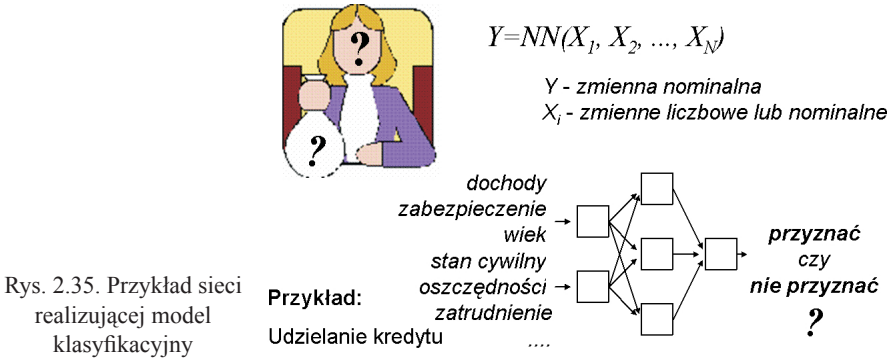 ?
?
Y=NN(X1, X2, ..., XN)
Y - zmienna nominalna
Xi - zmienne liczbowe lub nominalne
dochody
zabezpieczenie
wiek
stan cywilny
oszczędności
zatrudnienie
....
Przykład:
Udzielanie kredytu
przyznać
czy
nie przyznać
?
Rys. 2.35. Przykład sieci
realizującej model
klasyfikacyjny